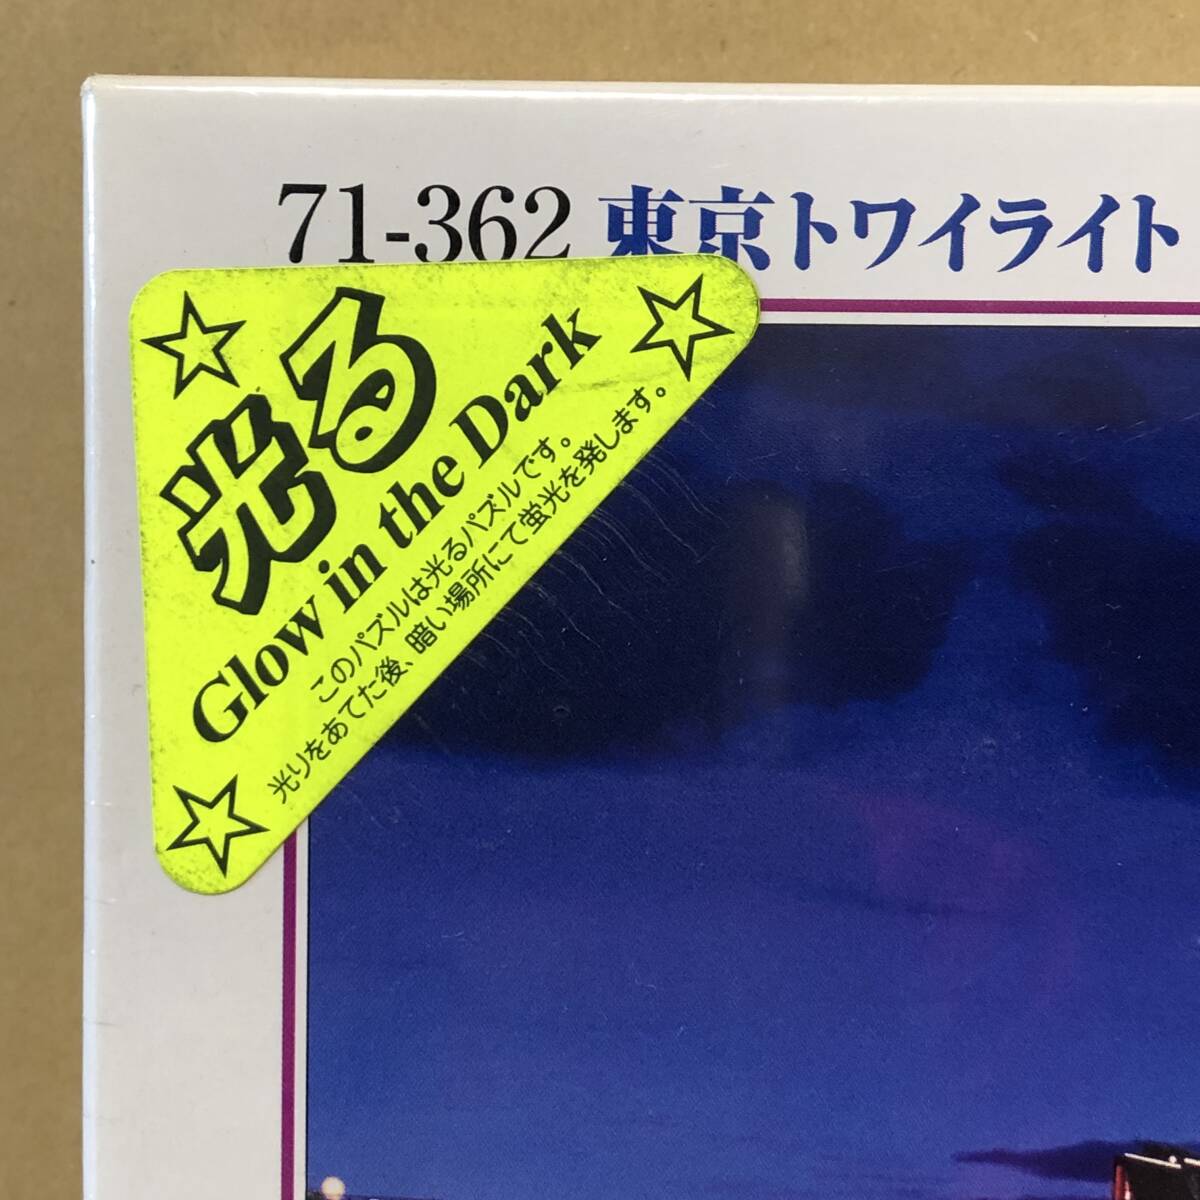 71-362 東京トワイライト
光る
Glow in the Dark
このパズルは光るパズルです。
光りをあてた後、暗い場所にて蛍光を発します。